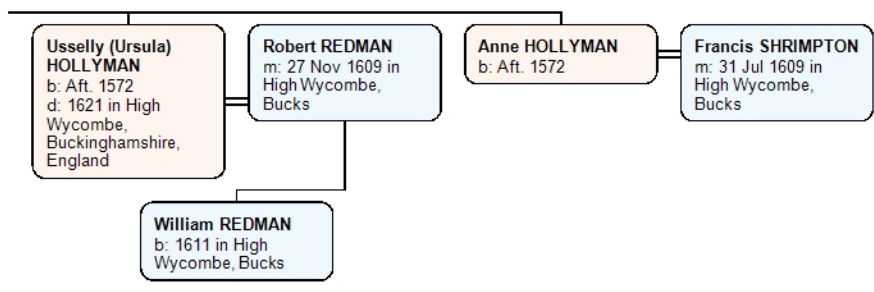 Usselly (Ursula)
HOLLYMAN
b: Aft. 1572
d: 1621 in High
Wycombe,
Buckinghamshire,
England
Robert REDMAN
m: 27 Nov 1609 in
High Wycombe,
Bucks
Anne HOLLYMAN
b: Aft. 1572
Francis SHRIMPTON
m: 31 Jul 1609 in
High Wycombe,
Bucks
William REDMAN
b: 1611 in High
Wycombe, Bucks